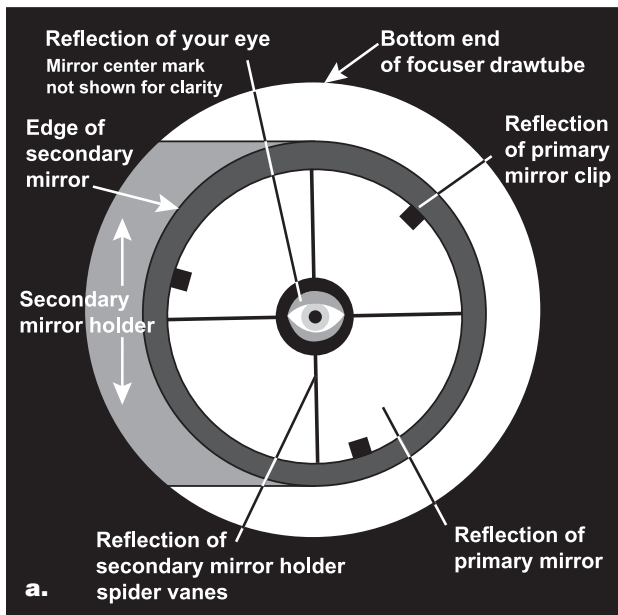 Reflection of your eye
Mirror center mark
not shown for clarity
Bottom end
of focuser drawtube
Edge of
secondary
mirror
Reflection
of primary
mirror clip
Secondary
mirror holder
Reflection of
secondary mirror holder
spider vanes
Reflection of
primary mirror
a.